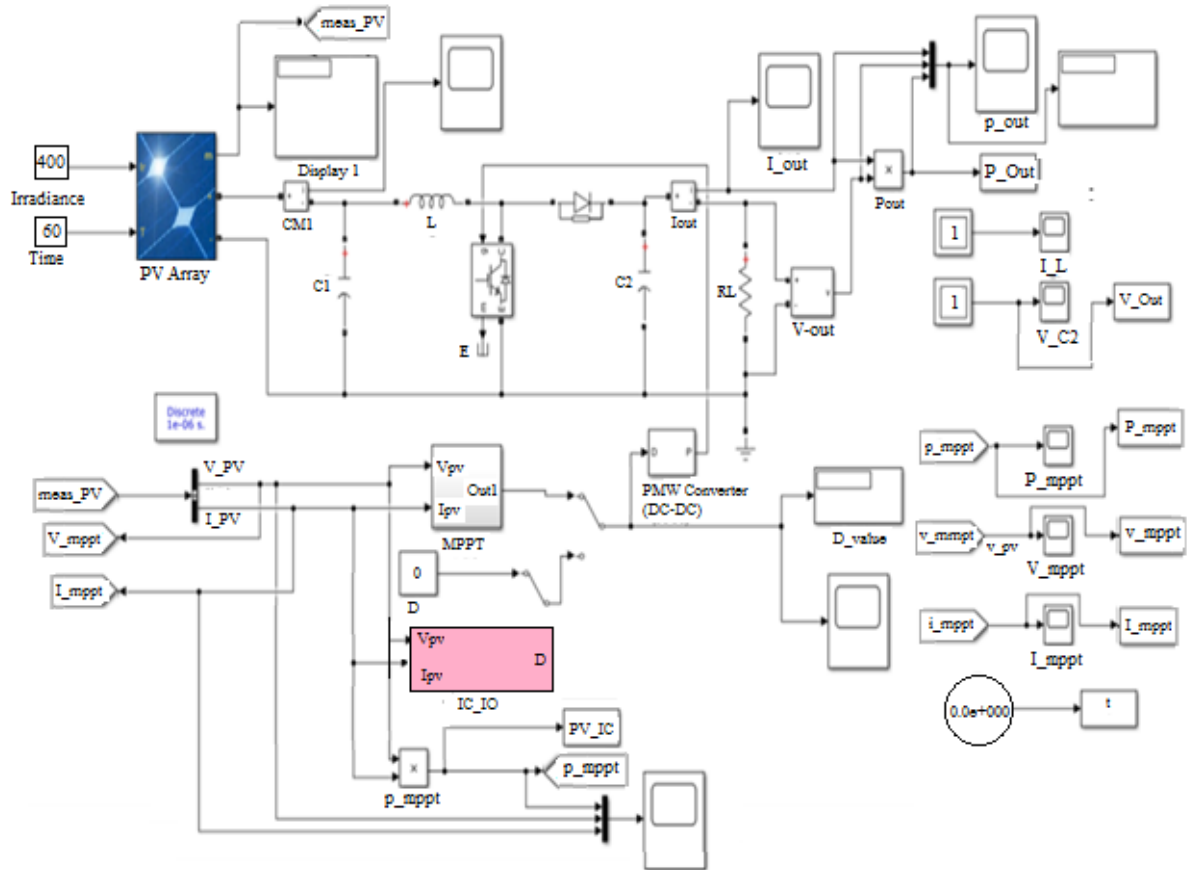 meas_PV
400
Irradiance
60
Time
PV Array
m
T
Display 1
CM1
L
C1
g
C
E
m
E
C2
Iout
I_out
RL
V-out
v
p_out
Pout
x
P_Out
1
I_L
1
V_C2
V_Out
Discrete
1e-06 s.
meas_PV
V_PV
I_PV
V_mppt
I_mppt
Vpv
Ipv
Out1
MPPT
0
D
D
P
PMW Converter
(DC-DC)
D_value
Vpv
Ipv
D
IC_IO
PV_IC
x
p_mppt
p_mppt
p_mppt
P_mppt
P_mppt
v_mmpt
v_pv
V_mppt
v_mppt
i_mppt
I_mppt
I_mppt
0.0e+000
t